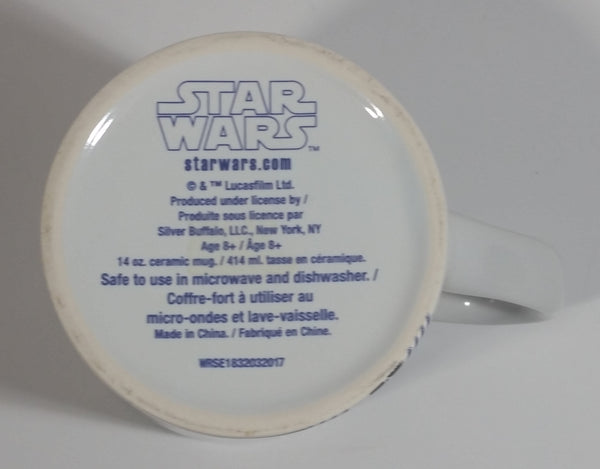 STAR
WARS™
starwars.com
© & ™ Lucasfilm Ltd.
Produced under license by /
Produite sous licence par
Silver Buffalo, LLC., New York, NY
Age 8+ / Âge 8+
14 oz. ceramic mug. / 414 ml. tasse en céramique.
Safe to use in microwave and dishwasher. /
Coffre-fort à utiliser au
micro-ondes et lave-vaisselle.
Made in China. / Fabriqué en Chine.
WRSE1832032017